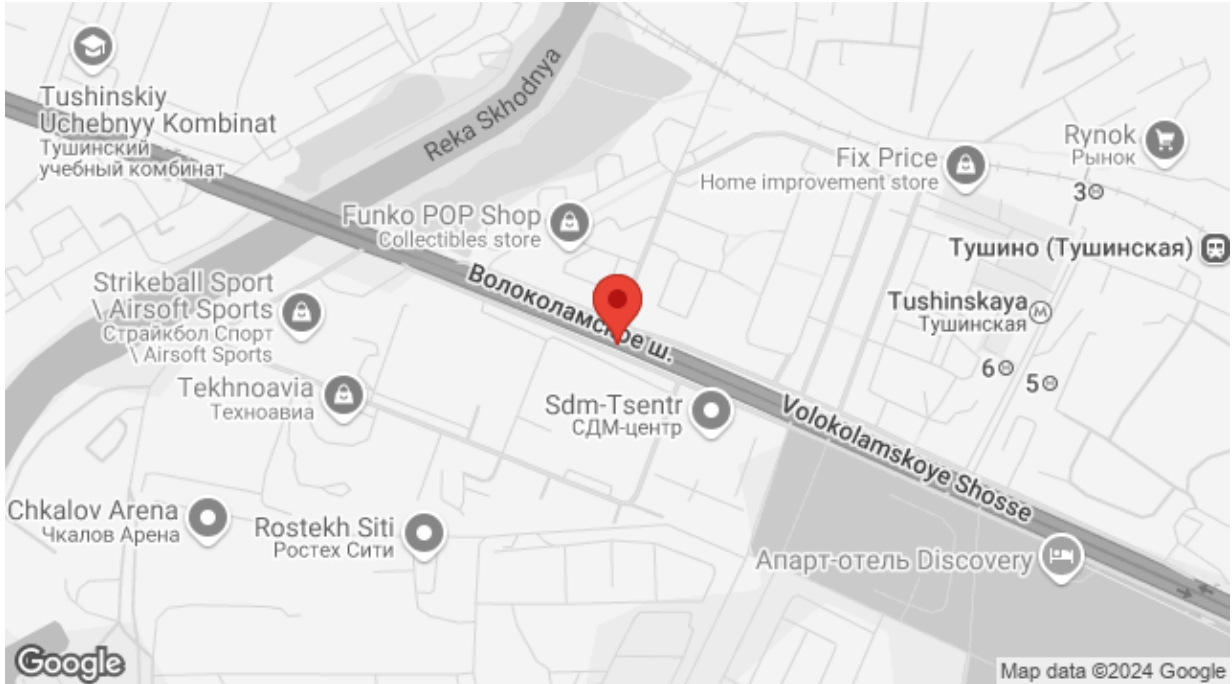 Tushinskiy
Uchebnyy Kombinat
Тушинский
учебный комбинат
Reka Skhodnya
Rynok
Рынок
Fix Price
Home improvement store
3
Funko POP Shop
Collectibles store
Тушино (Тушинская)
Волоколамское ш.
Strikeball Sport
\ Airsoft Sports
Страйкбол Спорт
\ Airsoft Sports
Tushinskaya
Тушинская
М
6
5
Tekhnoavia
Техноавиа
Sdm-Tsentr
СДМ-центр
Volokolamskoye Shosse
Chkalov Arena
Чкалов Арена
Rostekh Siti
Ростех Сити
Апарт-отель Discovery
Google
Map data ©2024 Google